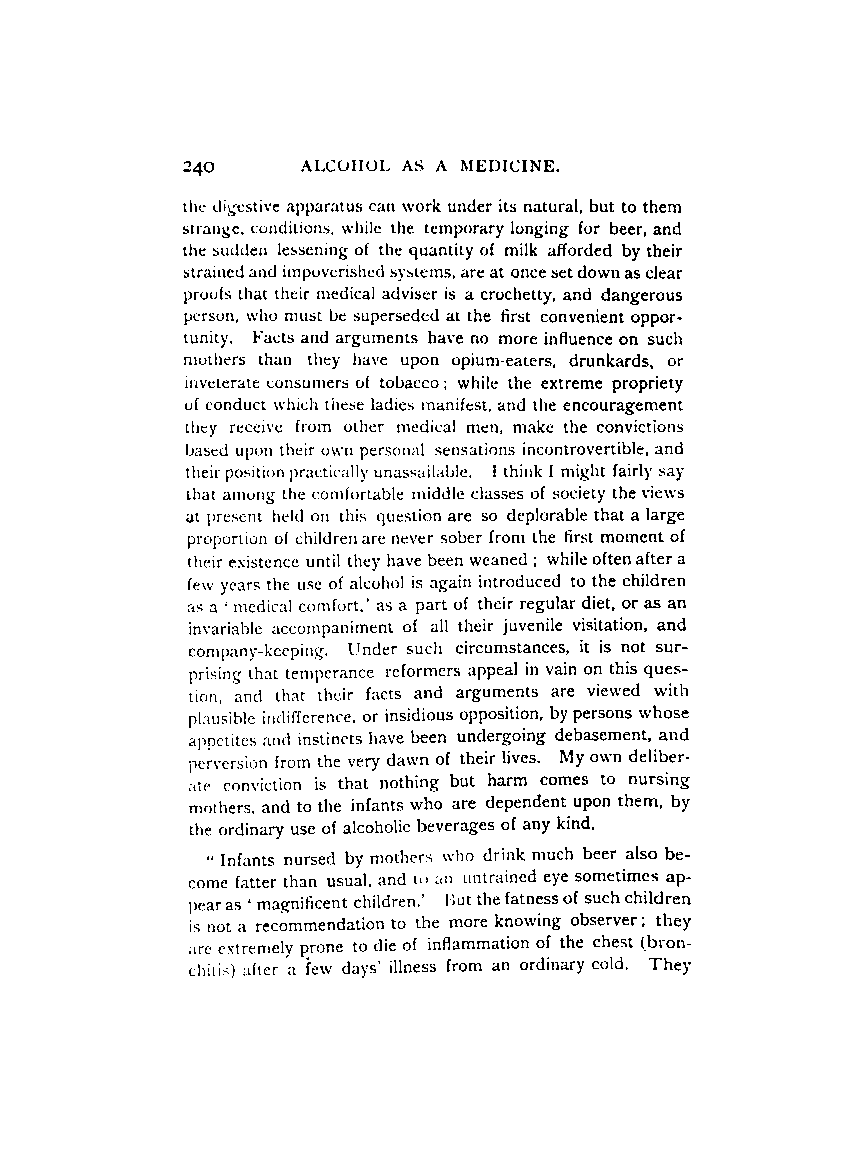 240 ALCOHOL AS A MEDICINE.
the digestive apparatus can work under its natural, but to them
strange, conditions, while the temporary longing for beer, and
the sudden lessening of the quantity of milk afforded by their
strained and impoverished systems, are at once set down as clear
proofs that their medical adviser is a crochetty, and dangerous
person, who must be superseded at the first convenient oppor-
tunity. Facts and arguments have no more influence on such
mothers than they have upon opium-eaters, drunkards, or
inveterate consumers of tobacco; while the extreme propriety
of conduct which these ladies manifest, and the encouragement
they receive from other medical men, make the convictions
based upon their own personal sensations incontrovertible, and
their position practically unassailable. I think I might fairly say
that among the comfortable middle classes of society the views
at present held on this question are so deplorable that a large
proportion of children are never sober from the first moment of
their existence until they have been weaned; while often after a
few years the use of alcohol is again introduced to the children
as a ‘ medical comfort,’ as a part of their regular diet, or as an
invariable accompaniment of all their juvenile visitation, and
company-keeping. Under such circumstances, it is not sur-
prising that temperance reformers appeal in vain on this ques-
tion, and that their facts and arguments are viewed with
plausible indifference, or insidious opposition, by persons whose
appetites and instincts have been undergoing debasement, and
perversion from the very dawn of their lives. My own deliber-
ate conviction is that nothing but harm comes to nursing
mothers, and to the infants who are dependent upon them, by
the ordinary use of alcoholic beverages of any kind.
“ Infants nursed by mothers who drink much beer also be-
come fatter than usual, and to an untrained eye sometimes ap-
pear as ‘ magnificent children.’ But the fatness of such children
is not a recommendation to the more knowing observer; they
are extremely prone to die of inflammation of the chest (bron-
chitis) after a few days’ illness from an ordinary cold. They